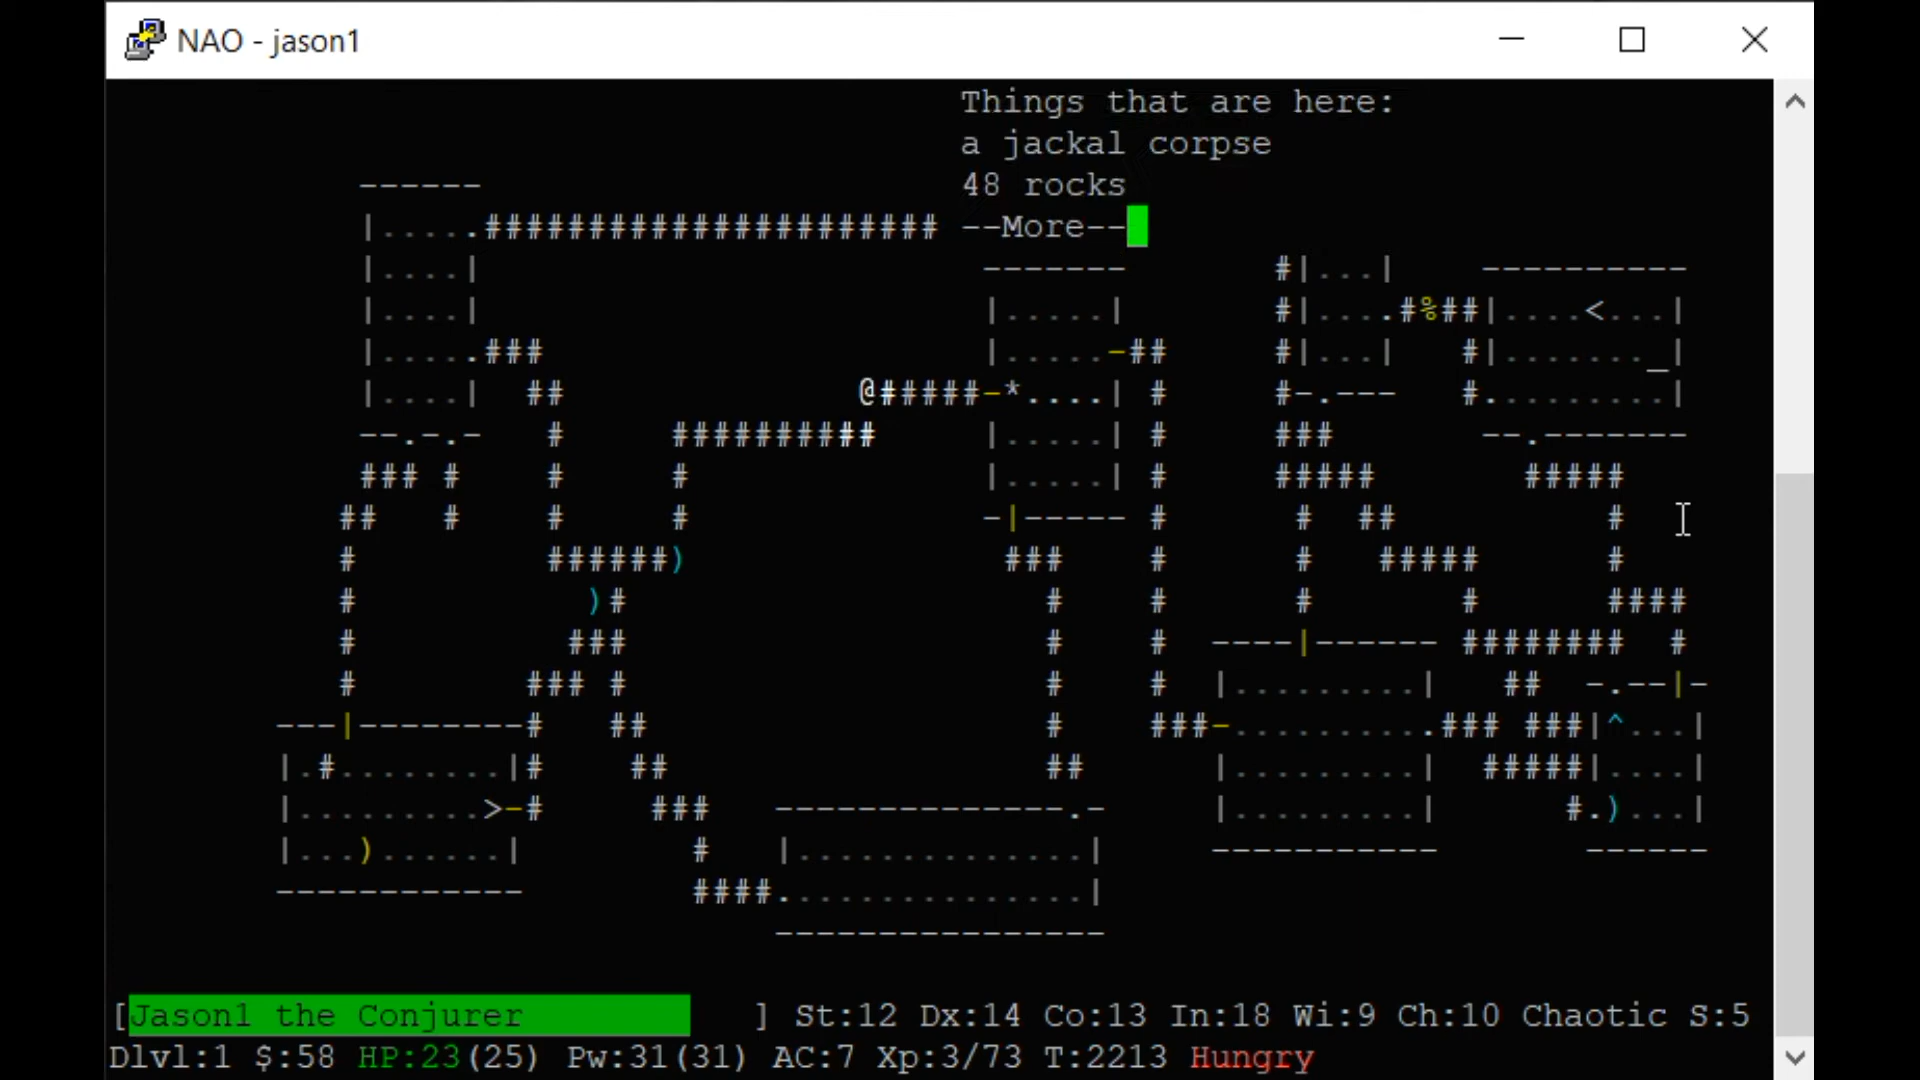 NAO - jason1
Things that are here:
a jackal corpse
48 rocks
------ 
|.....###################### --More--
|....| ------- #|...| ----------
|....| |.....| #|....#%##|....<...|
|.....### |.....-## #|...| #|......._|
|....| ## @#####-*....| # #-.--- #.........|
--.-.- # ########## |.....| # ### --.-------
### # # # |.....| # ##### #####
## # # # -|----- # # ## #
# ######) ### # # ##### #
# )# # # # # ####
# ### # # ----|------ ######## #
# ### # # # |.........| ## -.--|-
---|--------# ## # ###-..........### ###|^...|
|.#........|# ## ## |.........| #####|....|
|.........>-# ### --------------.- |.........| #.)...|
|...)......| # |..............| ----------- ------
------------ ####...............|
----------------
[Jason1 the Conjurer ] St:12 Dx:14 Co:13 In:18 Wi:9 Ch:10 Chaotic S:5
Dlvl:1 $:58 HP:23(25) Pw:31(31) AC:7 Xp:3/73 T:2213 Hungry